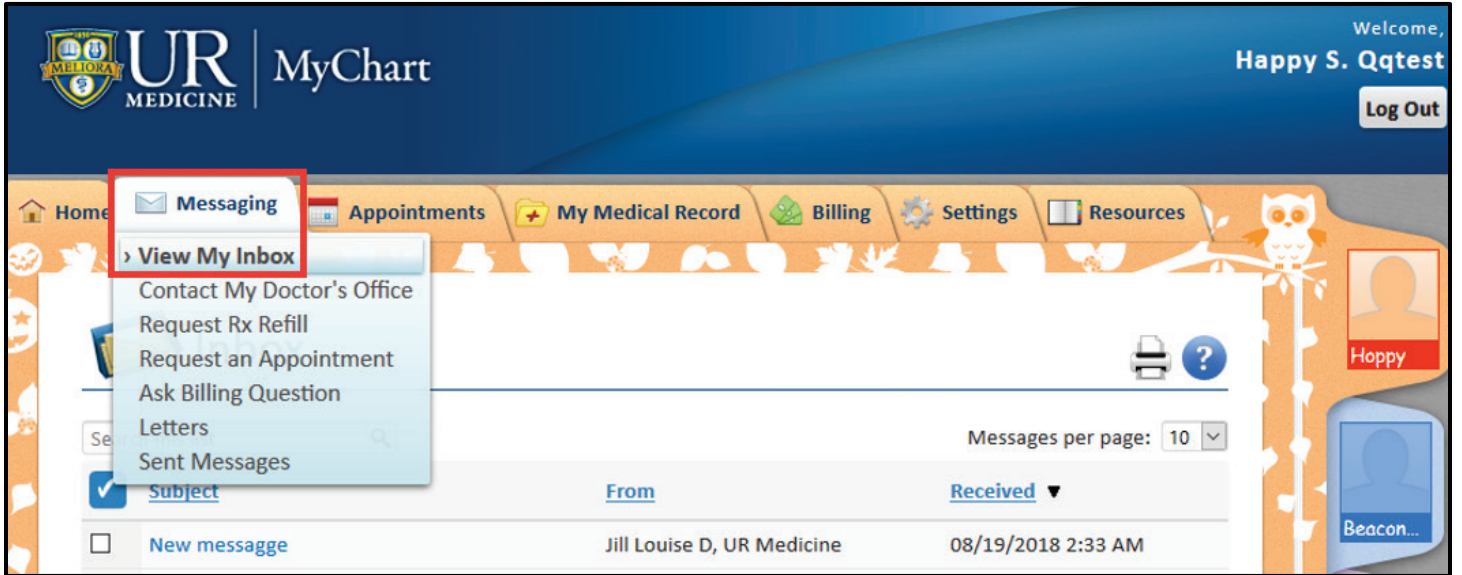 Welcome,
Happy S. Qqtest
Log Out
MELIORA
UR MEDICINE
MyChart
Home
Messaging
Appointments
My Medical Record
Billing
Settings
Resources
› View My Inbox
Contact My Doctor's Office
Request Rx Refill
Request an Appointment
Ask Billing Question
Letters
Sent Messages
Inbox
?
Hoppy
Messages per page: 10
Subject From Received ▼
New messagge Jill Louise D, UR Medicine 08/19/2018 2:33 AM
Beacon...